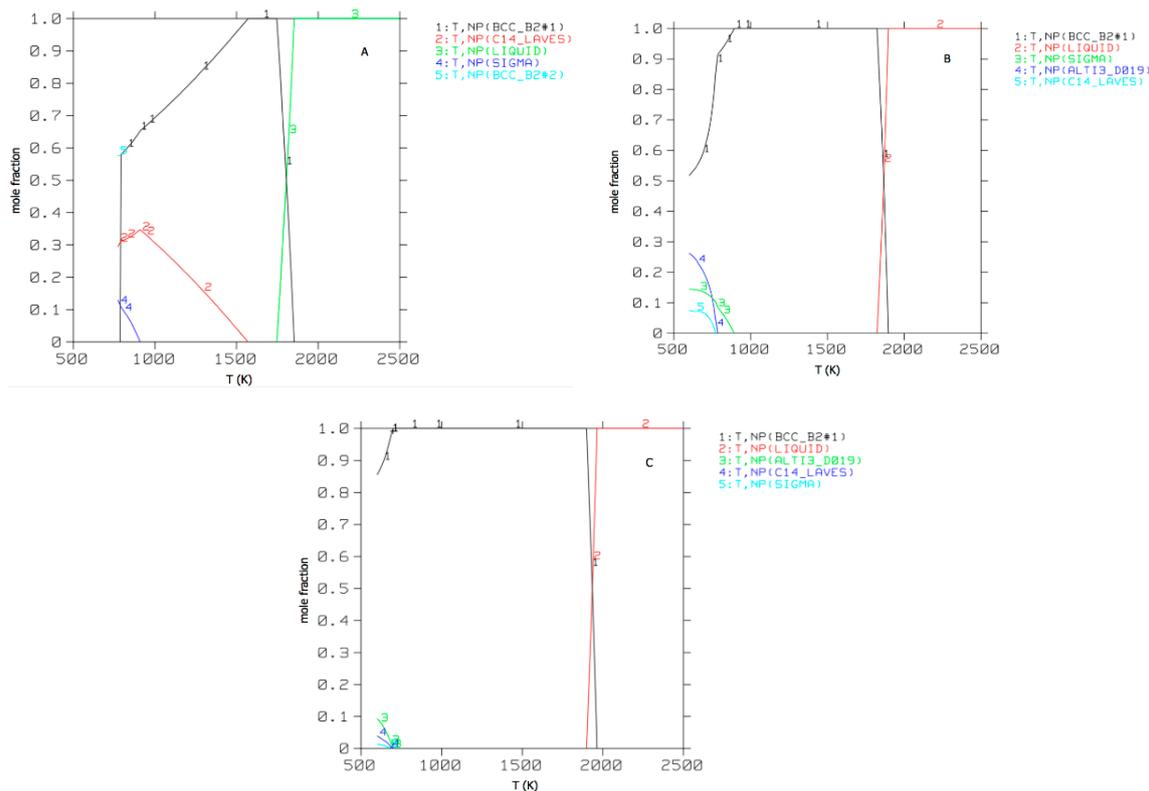 A
1:T,NP(BCC_B2#1)
2:T,NP(C14_LAVES)
3:T,NP(LIQUID)
4:T,NP(SIGMA)
5:T,NP(BCC_B2#2)
mole fraction
1.0
0.9
0.8
0.7
0.6
0.5
0.4
0.3
0.2
0.1
0
500 1000 1500 2000 2500
T (K)
B
1:T,NP(BCC_B2#1)
2:T,NP(LIQUID)
3:T,NP(SIGMA)
4:T,NP(ALTI3_D019)
5:T,NP(C14_LAVES)
mole fraction
1.0
0.9
0.8
0.7
0.6
0.5
0.4
0.3
0.2
0.1
0
500 1000 1500 2000 2500
T (K)
C
1:T,NP(BCC_B2#1)
2:T,NP(LIQUID)
3:T,NP(ALTI3_D019)
4:T,NP(C14_LAVES)
5:T,NP(SIGMA)
mole fraction
1.0
0.9
0.8
0.7
0.6
0.5
0.4
0.3
0.2
0.1
0
500 1000 1500 2000 2500
T (K)